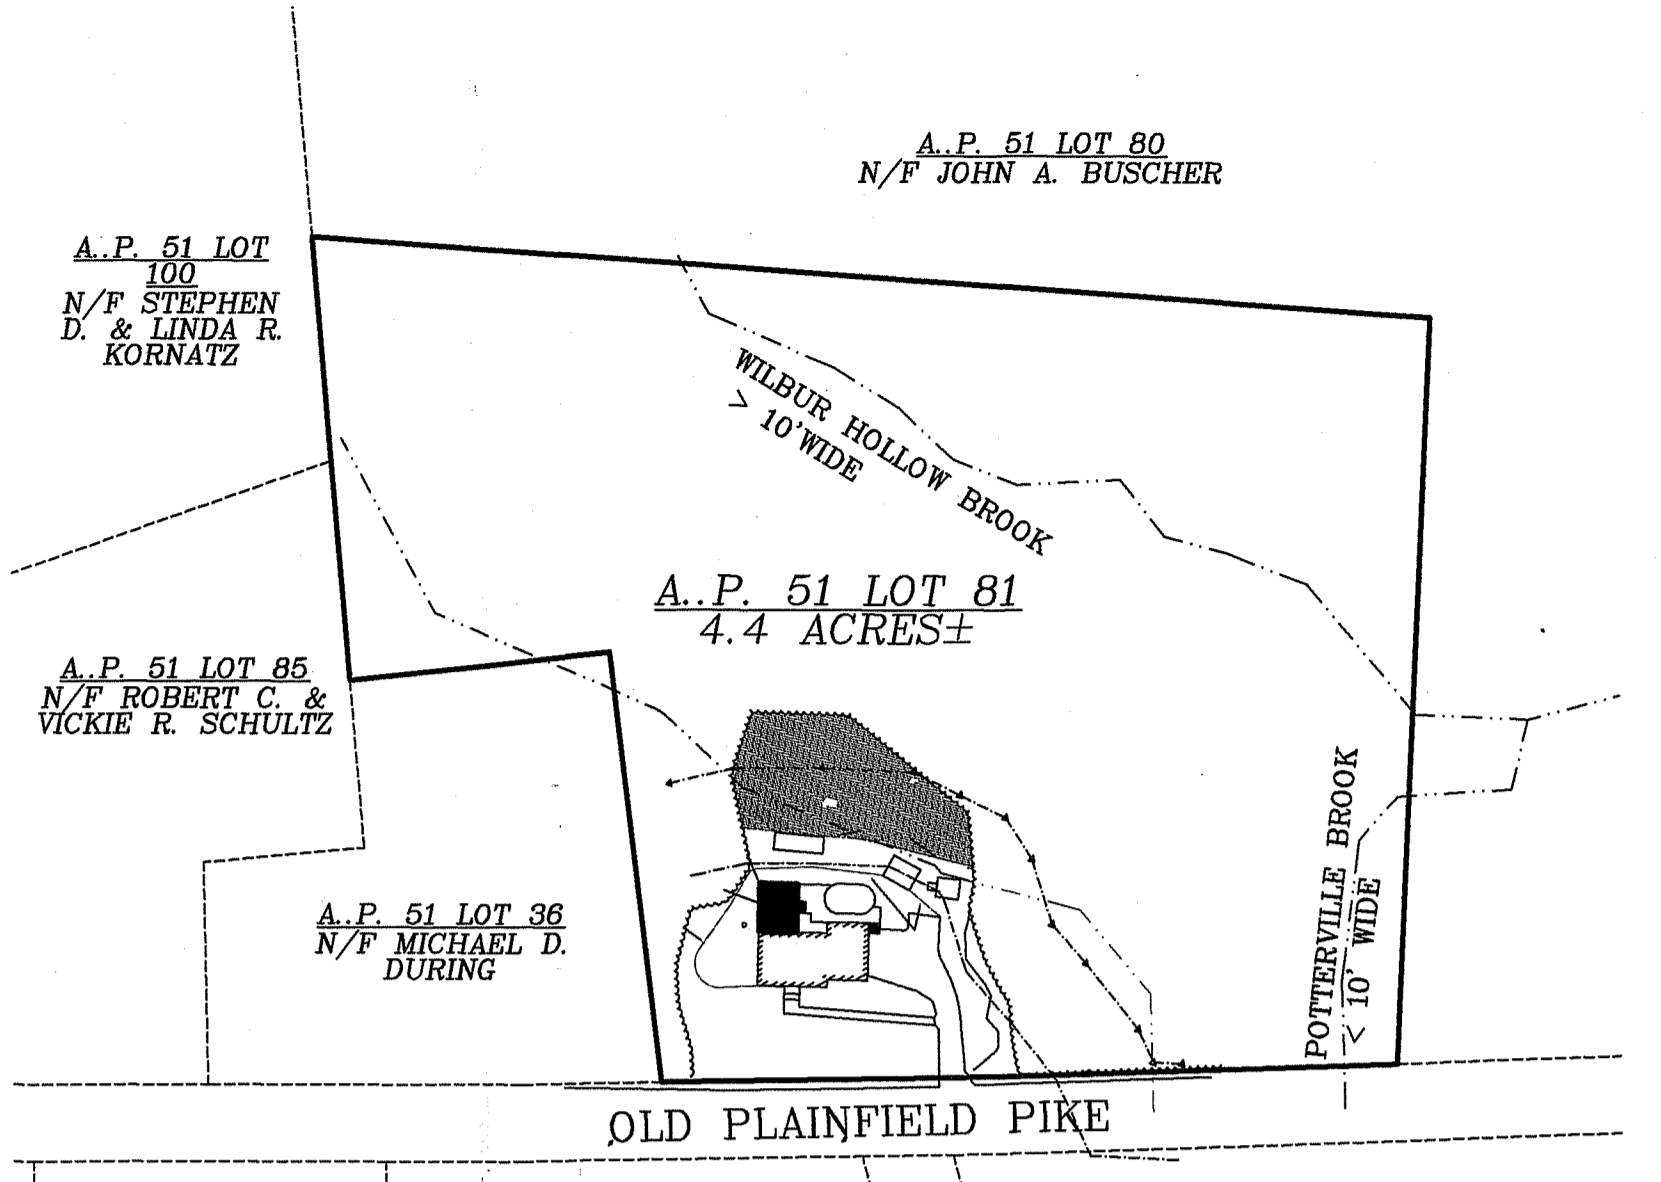 A..P. 51 LOT 80
N/F JOHN A. BUSCHER
A..P. 51 LOT
100
N/F STEPHEN
D. & LINDA R.
KORNATZ
WILBUR HOLLOW BROOK
> 10'WIDE
A..P. 51 LOT 81
4.4 ACRES±
A..P. 51 LOT 85
N/F ROBERT C. &
VICKIE R. SCHULTZ
A..P. 51 LOT 36
N/F MICHAEL D.
DURING
POTTERVILLE BROOK
< 10' WIDE
OLD PLAINFIELD PIKE